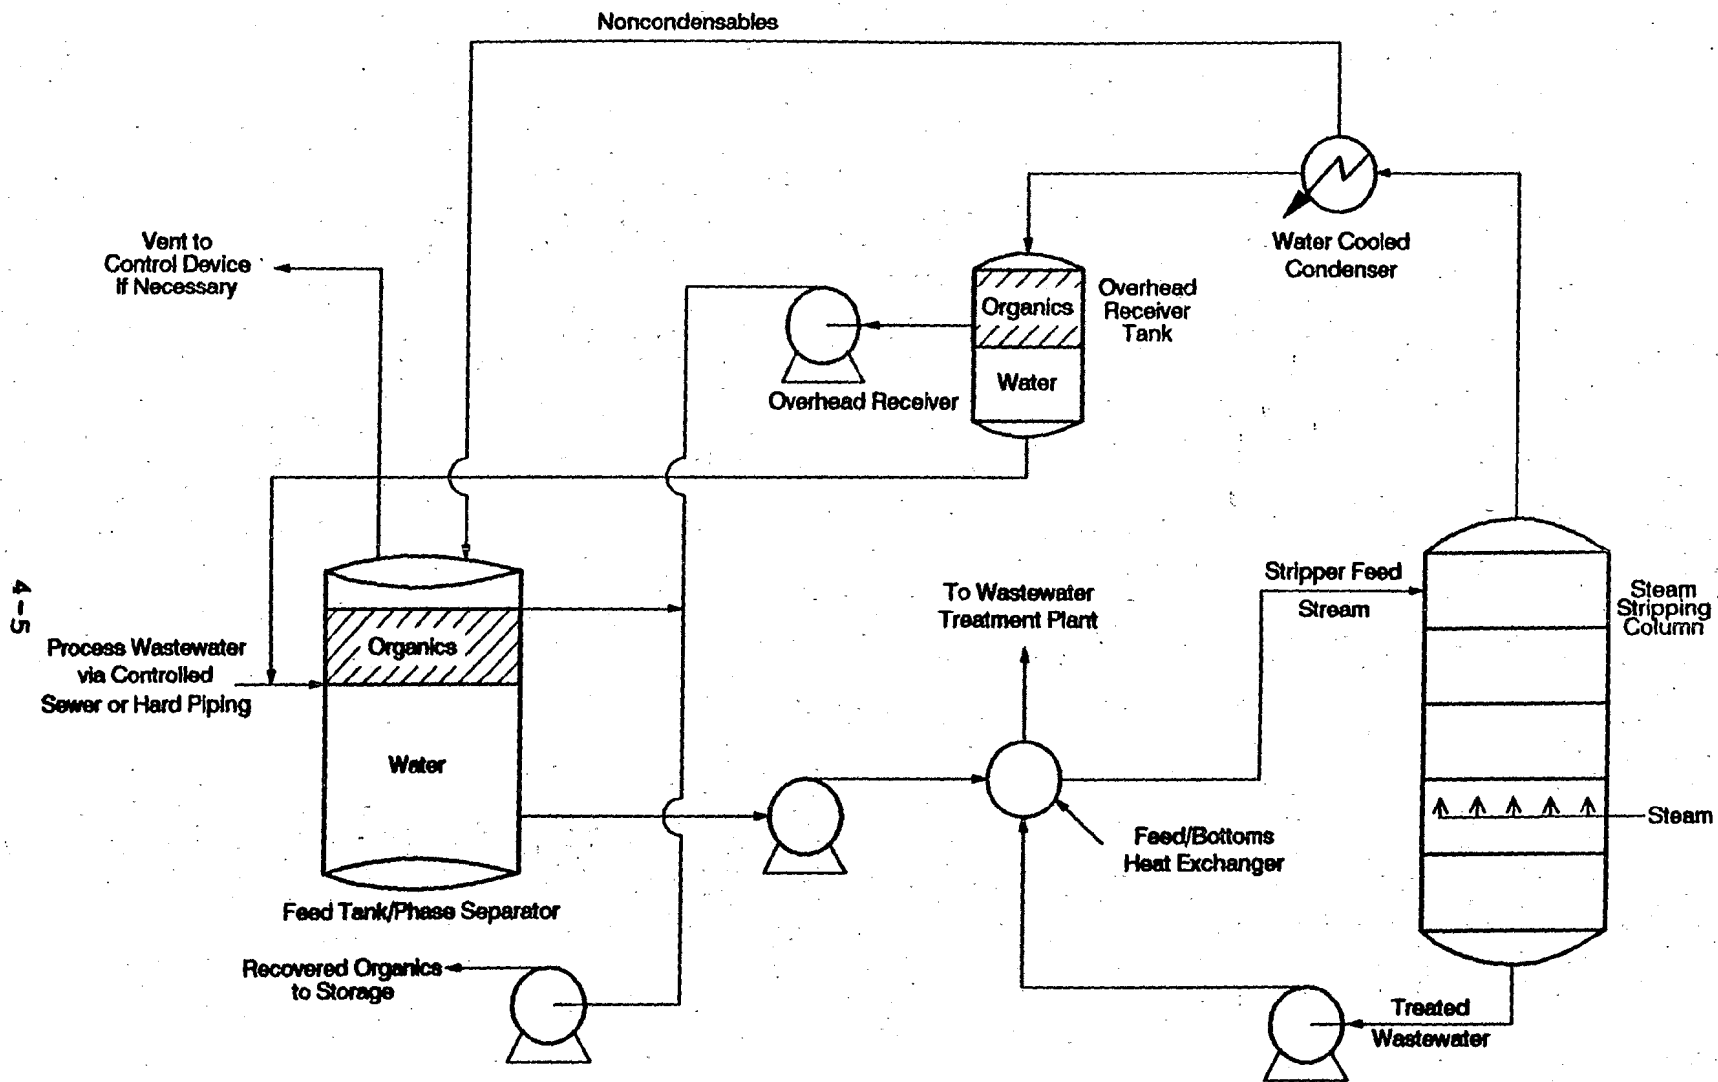 Noncondensables
Vent to
Control Device
If Necessary
Water Cooled
Condenser
Organics
Water
Overhead
Receiver
Tank
Overhead Receiver
Stripper Feed
Stream
Steam
Stripping
Column
To Wastewater
Treatment Plant
4-5
Process Wastewater
via Controlled
Sewer or Hard Piping
Organics
Water
Feed Tank/Phase Separator
Feed/Bottoms
Heat Exchanger
Steam
Recovered Organics
to Storage
Treated
Wastewater